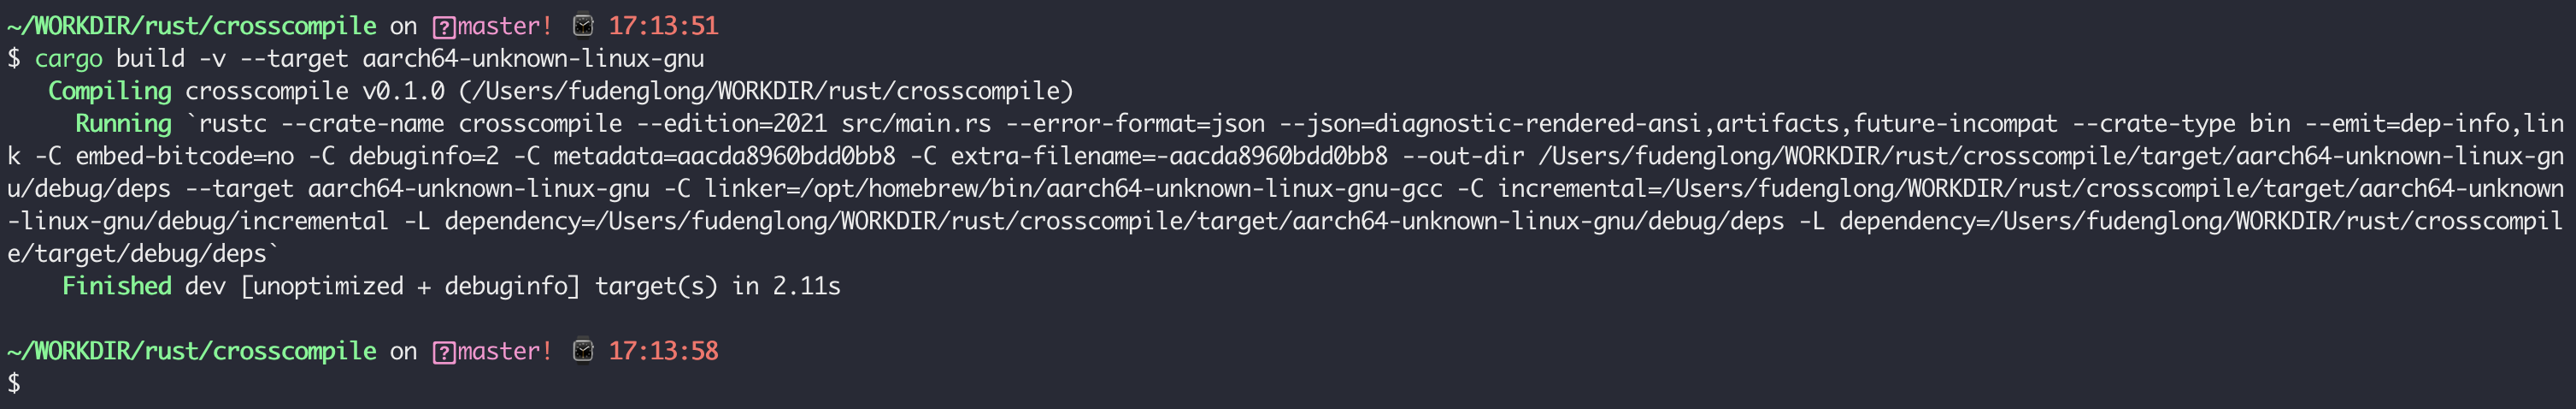 ~/WORKDIR/rust/crosscompile on ?master! ⌚ 17:13:51
$ cargo build -v --target aarch64-unknown-linux-gnu
   Compiling crosscompile v0.1.0 (/Users/fudenglong/WORKDIR/rust/crosscompile)
     Running `rustc --crate-name crosscompile --edition=2021 src/main.rs --error-format=json --json=diagnostic-rendered-ansi,artifacts,future-incompat --crate-type bin --emit=dep-info,lin
k -C embed-bitcode=no -C debuginfo=2 -C metadata=aacda8960bdd0bb8 -C extra-filename=-aacda8960bdd0bb8 --out-dir /Users/fudenglong/WORKDIR/rust/crosscompile/target/aarch64-unknown-linux-gn
u/debug/deps --target aarch64-unknown-linux-gnu -C linker=/opt/homebrew/bin/aarch64-unknown-linux-gnu-gcc -C incremental=/Users/fudenglong/WORKDIR/rust/crosscompile/target/aarch64-unknown
-linux-gnu/debug/incremental -L dependency=/Users/fudenglong/WORKDIR/rust/crosscompile/target/aarch64-unknown-linux-gnu/debug/deps -L dependency=/Users/fudenglong/WORKDIR/rust/crosscompil
e/target/debug/deps`
    Finished dev [unoptimized + debuginfo] target(s) in 2.11s
~/WORKDIR/rust/crosscompile on ?master! ⌚ 17:13:58
$